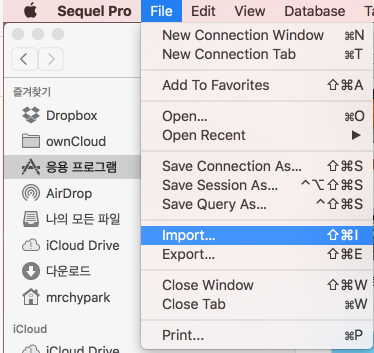 Sequel Pro File Edit View Database T
New Connection Window ⌘N
New Connection Tab ⌘T
Add To Favorites ⇧⌘A
Open... ⌘O
Open Recent ▶
Save Connection As... ⇧⌘S
Save Session As... ^⌥⇧⌘S
Save Query As... ^⇧⌘S
Import... ⇧⌘I
Export... ⇧⌘E
Close Window ⇧⌘W
Close Tab ⌘W
Print... ⌘P
즐겨찾기
Dropbox
ownCloud
응용 프로그램
AirDrop
나의 모든 파일
iCloud Drive
다운로드
mrchypark
iCloud
iCloud Drive